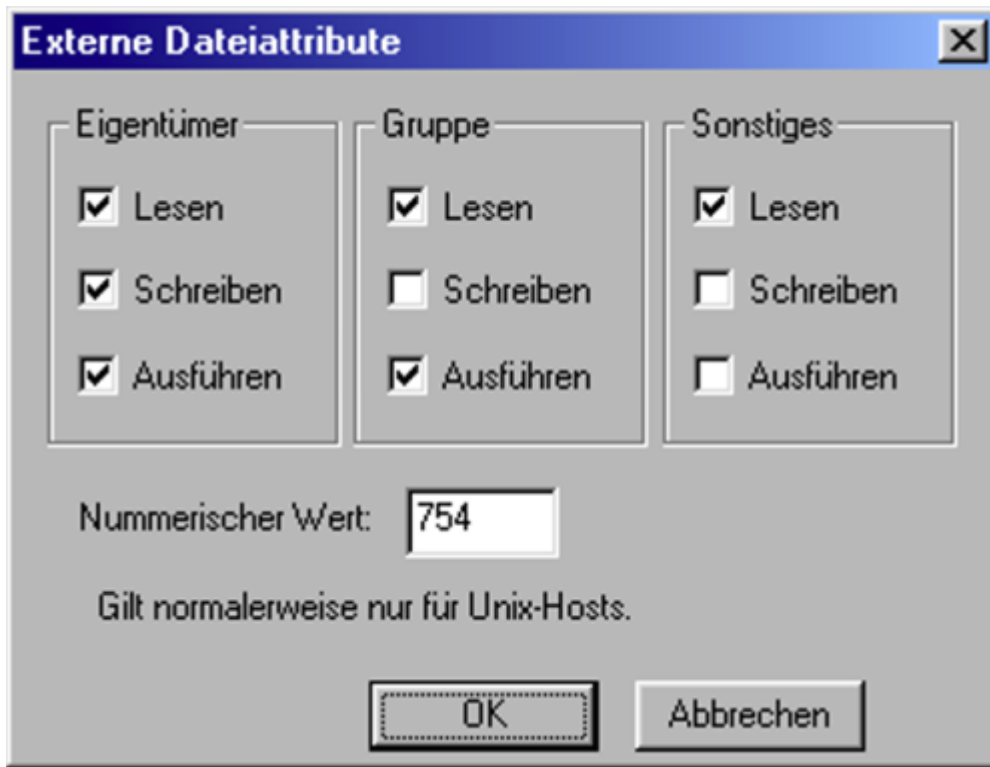 Externe Dateiattribute
Eigentümer Gruppe Sonstiges
Lesen Lesen Lesen
Schreiben Schreiben Schreiben
Ausführen Ausführen Ausführen
Nummerischer Wert: 754
Gilt normalerweise nur für Unix-Hosts.
OK Abbrechen